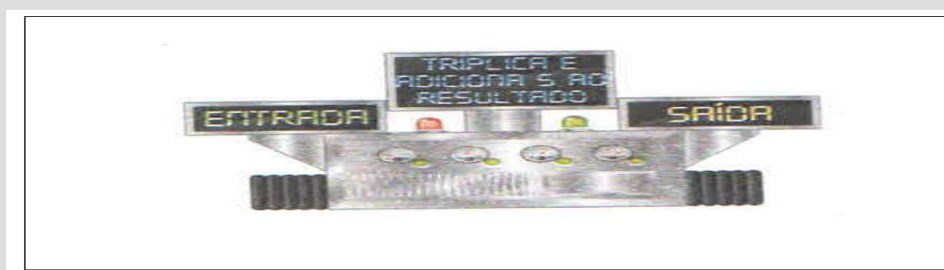 TRIPLICA E
ADICIONA 5 AO
RESULTADO
ENTRADA
SAÍDA